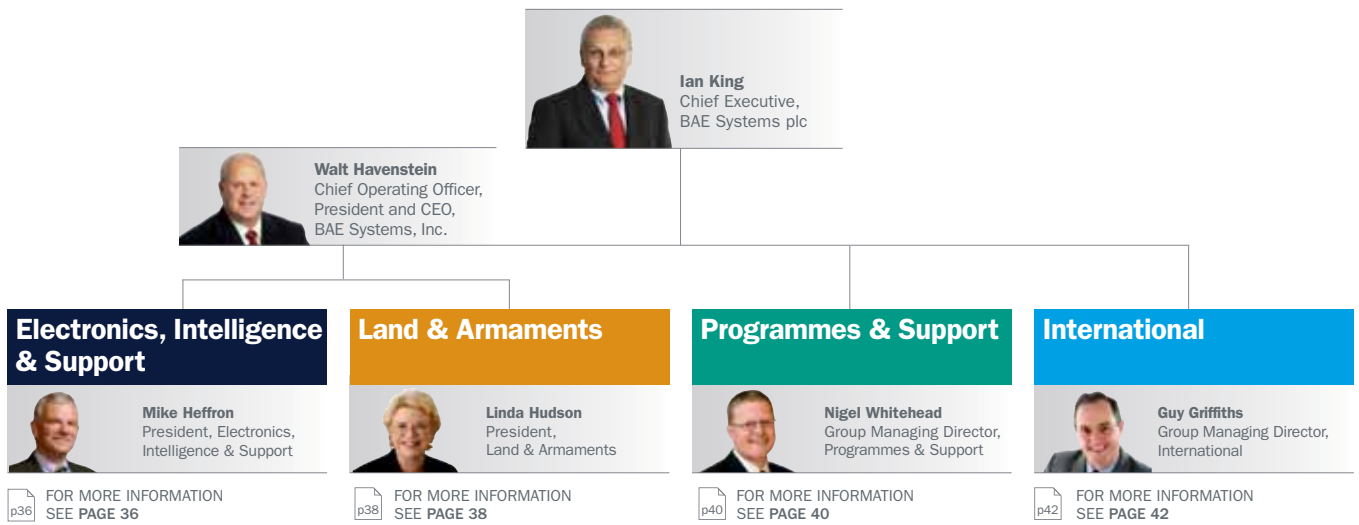 Ian King
Chief Executive,
BAE Systems plc
Walt Havenstein
Chief Operating Officer,
President and CEO,
BAE Systems, Inc.
Electronics, Intelligence
& Support
Mike Heffron
President, Electronics,
Intelligence & Support
p36
FOR MORE INFORMATION
SEE PAGE 36
Land & Armaments
Linda Hudson
President,
Land & Armaments
p38
FOR MORE INFORMATION
SEE PAGE 38
Programmes & Support
Nigel Whitehead
Group Managing Director,
Programmes & Support
p40
FOR MORE INFORMATION
SEE PAGE 40
International
Guy Griffiths
Group Managing Director,
International
p42
FOR MORE INFORMATION
SEE PAGE 42